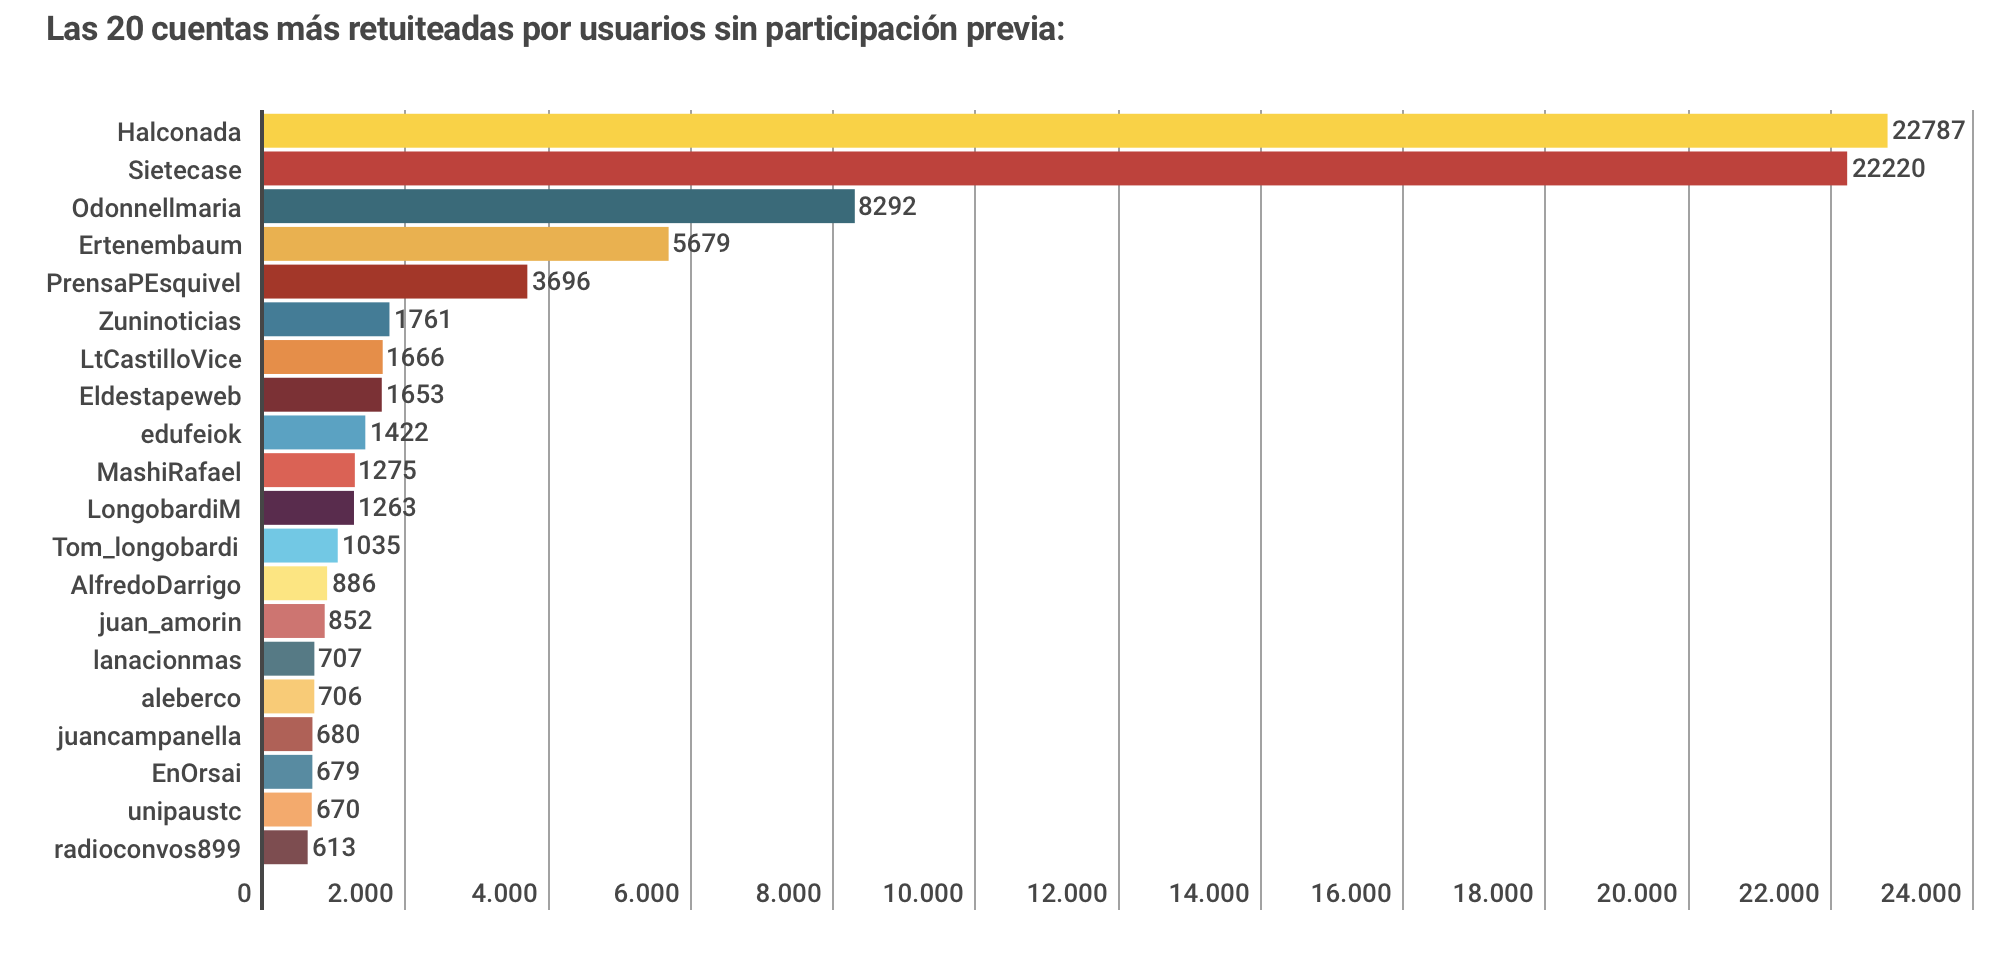 Las 20 cuentas más retuiteadas por usuarios sin participación previa:
Halconada 22787
Sietecase 22220
Odonnellmaria 8292
Ertenembaum 5679
PrensaPEsquivel 3696
Zuninoticias 1761
LtCastilloVice 1666
Eldestapeweb 1653
edufeiok 1422
MashiRafael 1275
LongobardiM 1263
Tom_longobardi 1035
AlfredoDarrigo 886
juan_amorin 852
lanacionmas 707
aleberco 706
juancampanella 680
EnOrsai 679
unipaustc 670
radioconvos899 613
0 2.000 4.000 6.000 8.000 10.000 12.000 14.000 16.000 18.000 20.000 22.000 24.000